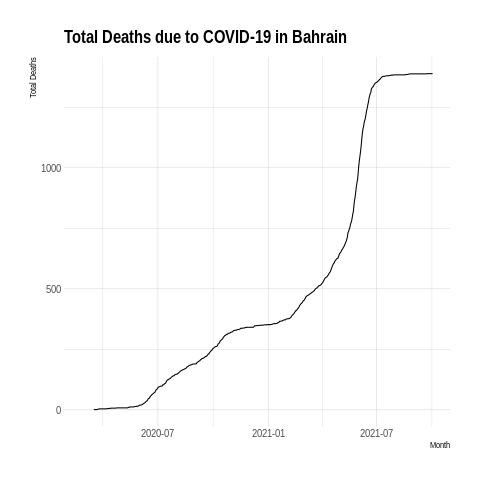 Total Deaths due to COVID-19 in Bahrain
Total Deaths
1000
500
0
2020-07
2021-01
2021-07
Month